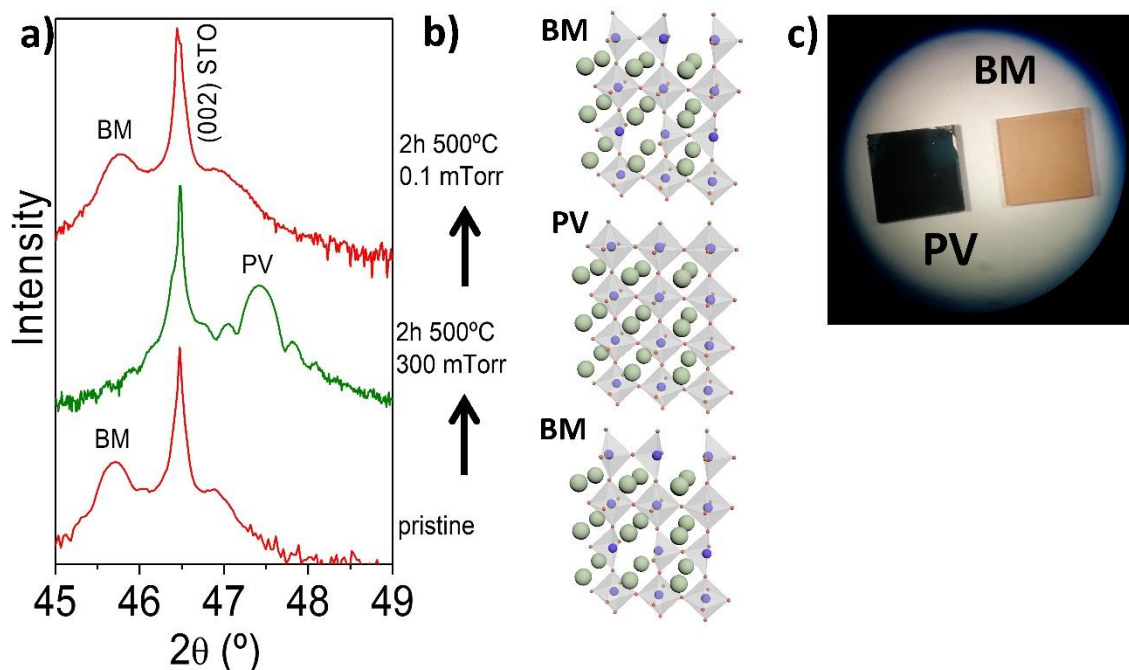 a)
BM
(002) STO
2h 500ºC
0.1 mTorr
PV
2h 500ºC
300 mTorr
BM
pristine
Intensity
45 46 47 48 49
2θ (º)
b)
BM
PV
BM
c)
BM
PV